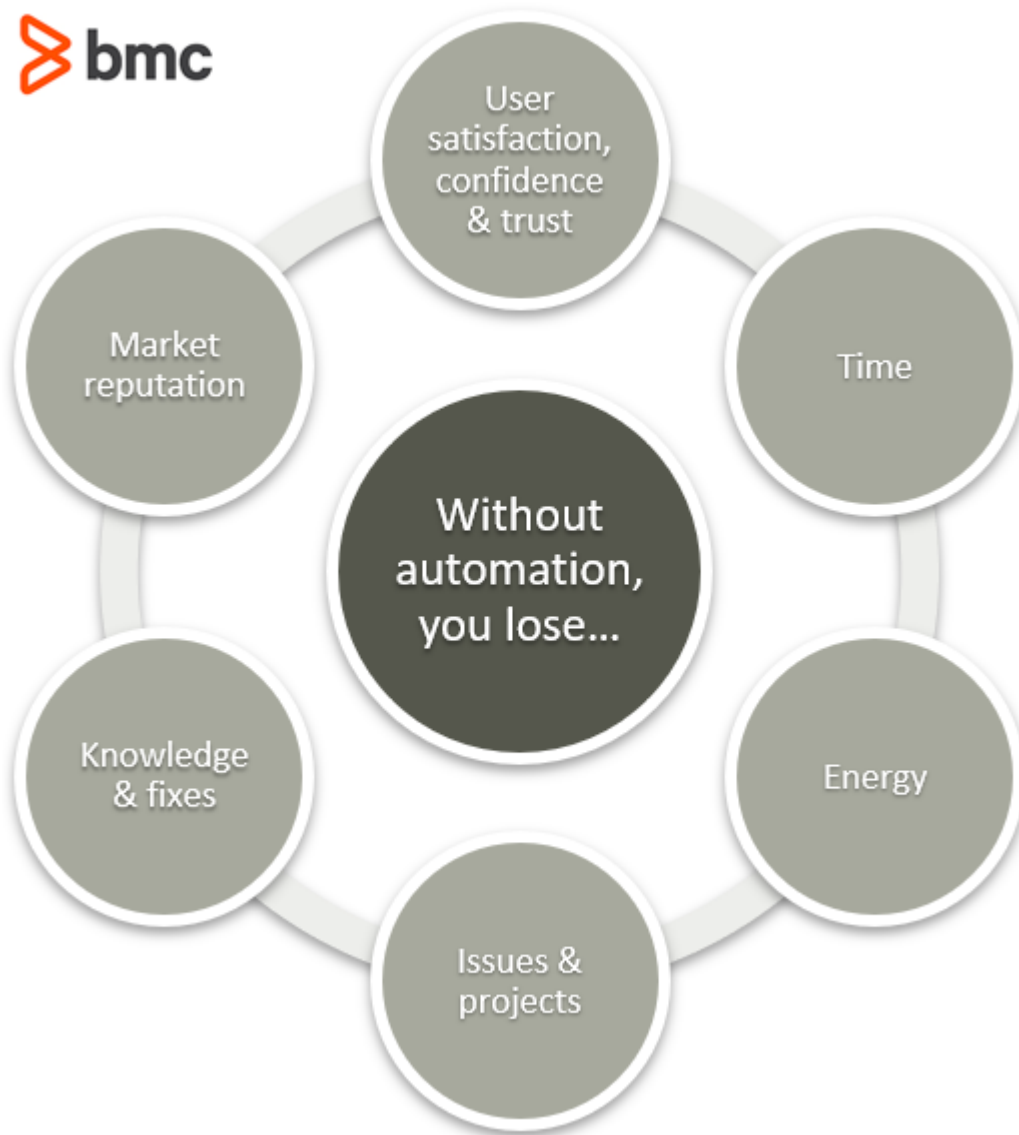 bmc
User
satisfaction,
confidence
& trust
Time
Energy
Issues &
projects
Knowledge
& fixes
Market
reputation
Without
automation,
you lose…